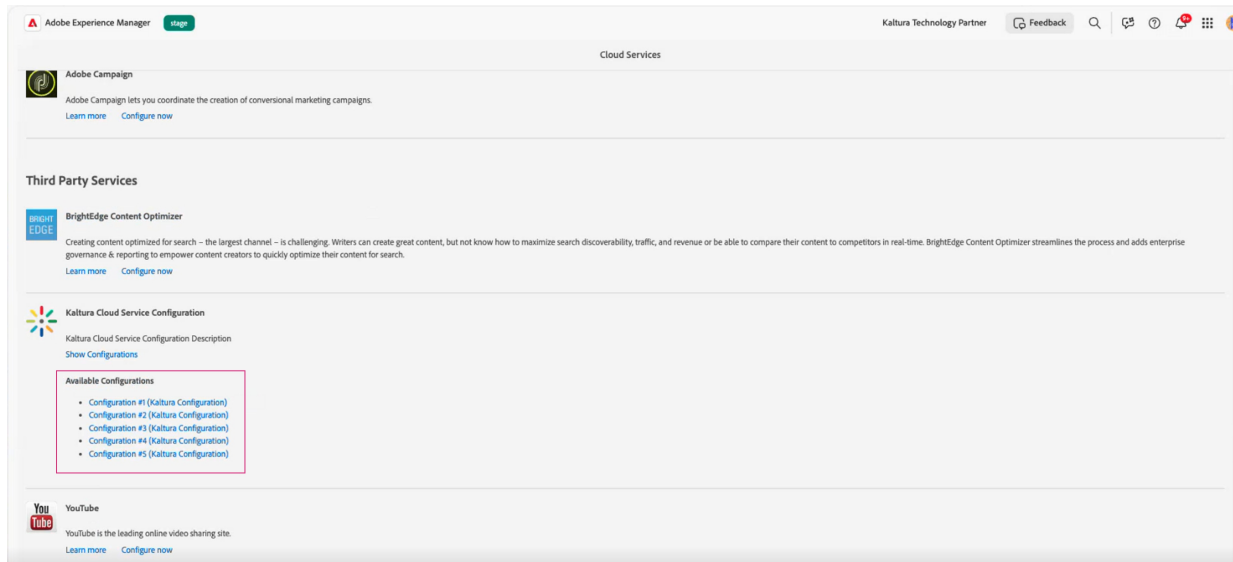 Adobe Experience Manager stage Kaltura Technology Partner Feedback 9+
Cloud Services
Adobe Campaign
Adobe Campaign lets you coordinate the creation of conversional marketing campaigns.
Learn more Configure now
Third Party Services
BRIGHT
EDGE
BrightEdge Content Optimizer
Creating content optimized for search – the largest channel – is challenging. Writers can create great content, but not know how to maximize search discoverability, traffic, and revenue or be able to compare their content to competitors in real-time. BrightEdge Content Optimizer streamlines the process and adds enterprise
governance & reporting to empower content creators to quickly optimize their content for search.
Learn more Configure now
Kaltura Cloud Service Configuration
Kaltura Cloud Service Configuration Description
Show Configurations
Available Configurations
• Configuration #1 (Kaltura Configuration)
• Configuration #2 (Kaltura Configuration)
• Configuration #3 (Kaltura Configuration)
• Configuration #4 (Kaltura Configuration)
• Configuration #5 (Kaltura Configuration)
You
Tube
YouTube
YouTube is the leading online video sharing site.
Learn more Configure now